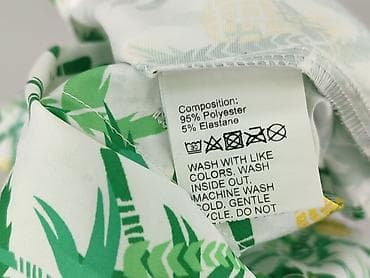 Composition:
95% Polyester
5% Elastane
WASH WITH LIKE
COLORS, WASH
INSIDE OUT.
MACHINE WASH
COLD, GENTLE
CYCLE, DO NOT